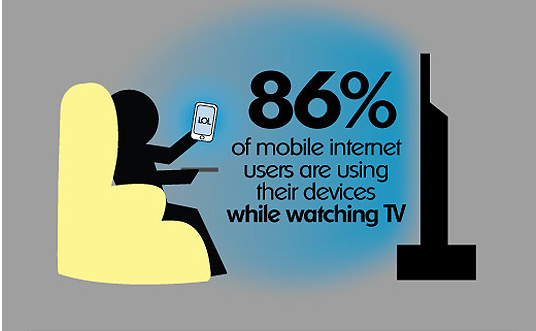 LOL
86%
of mobile internet
users are using
their devices
while watching TV